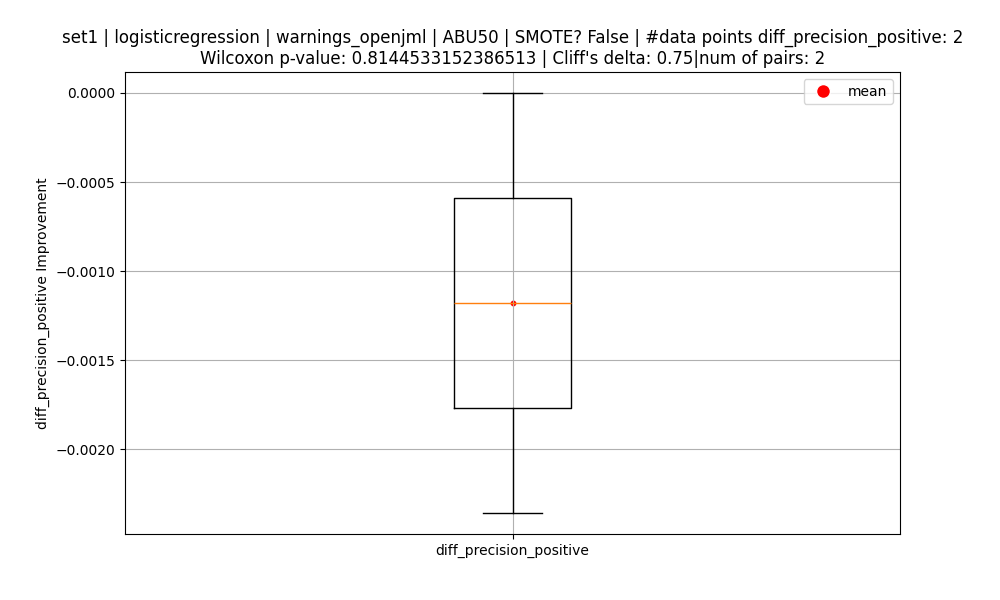 set1 | logisticregression | warnings_openjml | ABU50 | SMOTE? False | #data points diff_precision_positive: 2
Wilcoxon p-value: 0.8144533152386513 | Cliff's delta: 0.75|num of pairs: 2
mean
0.0000
−0.0005
−0.0010
−0.0015
−0.0020
diff_precision_positive Improvement
diff_precision_positive